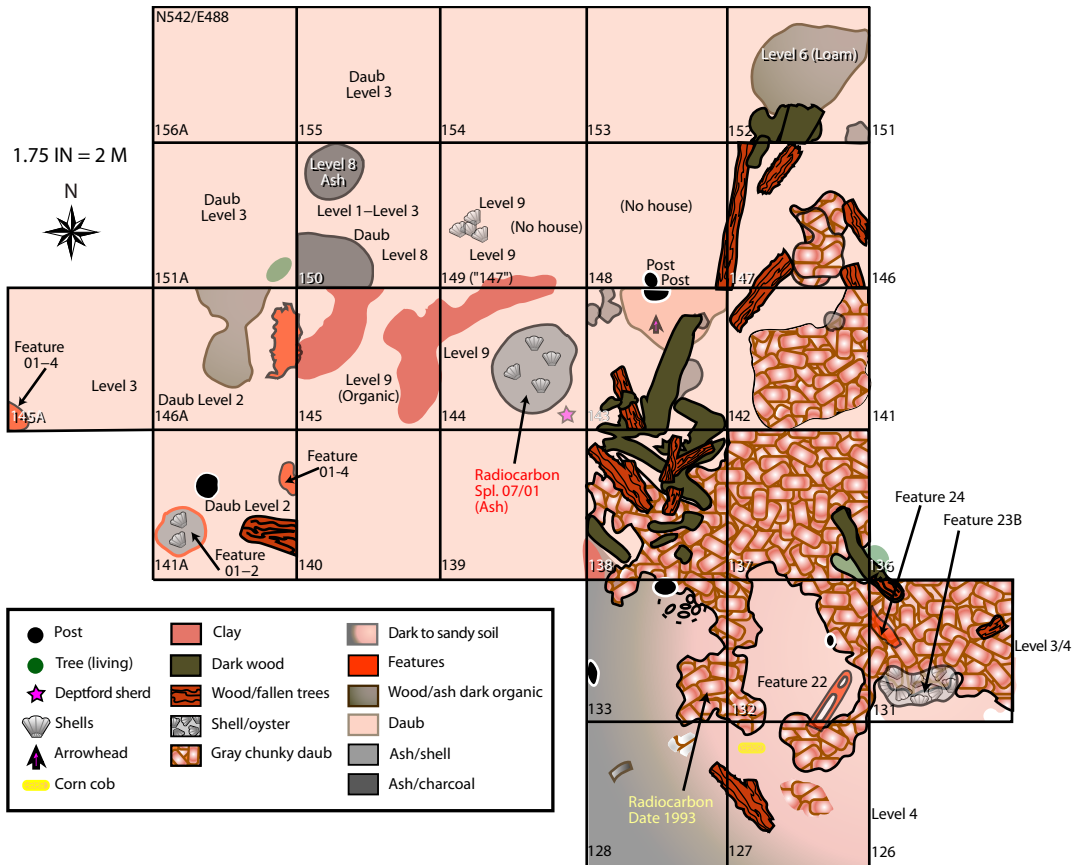 N542/E488
Level 6 (Loam)
Daub
Level 3
156A
155
154
153
152
151
1.75 IN = 2 M
N
Level 8
Ash
Daub
Level 3
Level 1–Level 3
Daub
Level 8
Level 9
(No house)
Level 9
(No house)
151A
150
149 ("147")
148
147
146
Post
Post
Feature
01–4
Level 3
145A
Daub Level 2
146A
Level 9
(Organic)
145
Level 9
144
143
142
141
Feature
01-4
Daub Level 2
Feature
01–2
141A
140
Radiocarbon
Spl. 07/01
(Ash)
139
138
137
136
Feature 24
Feature 23B
Level 3/4
Feature 22
133
132
131
Radiocarbon
Date 1993
Level 4
128
127
126
Post
Tree (living)
Deptford sherd
Shells
Arrowhead
Corn cob
Clay
Dark wood
Wood/fallen trees
Shell/oyster
Gray chunky daub
Dark to sandy soil
Features
Wood/ash dark organic
Daub
Ash/shell
Ash/charcoal